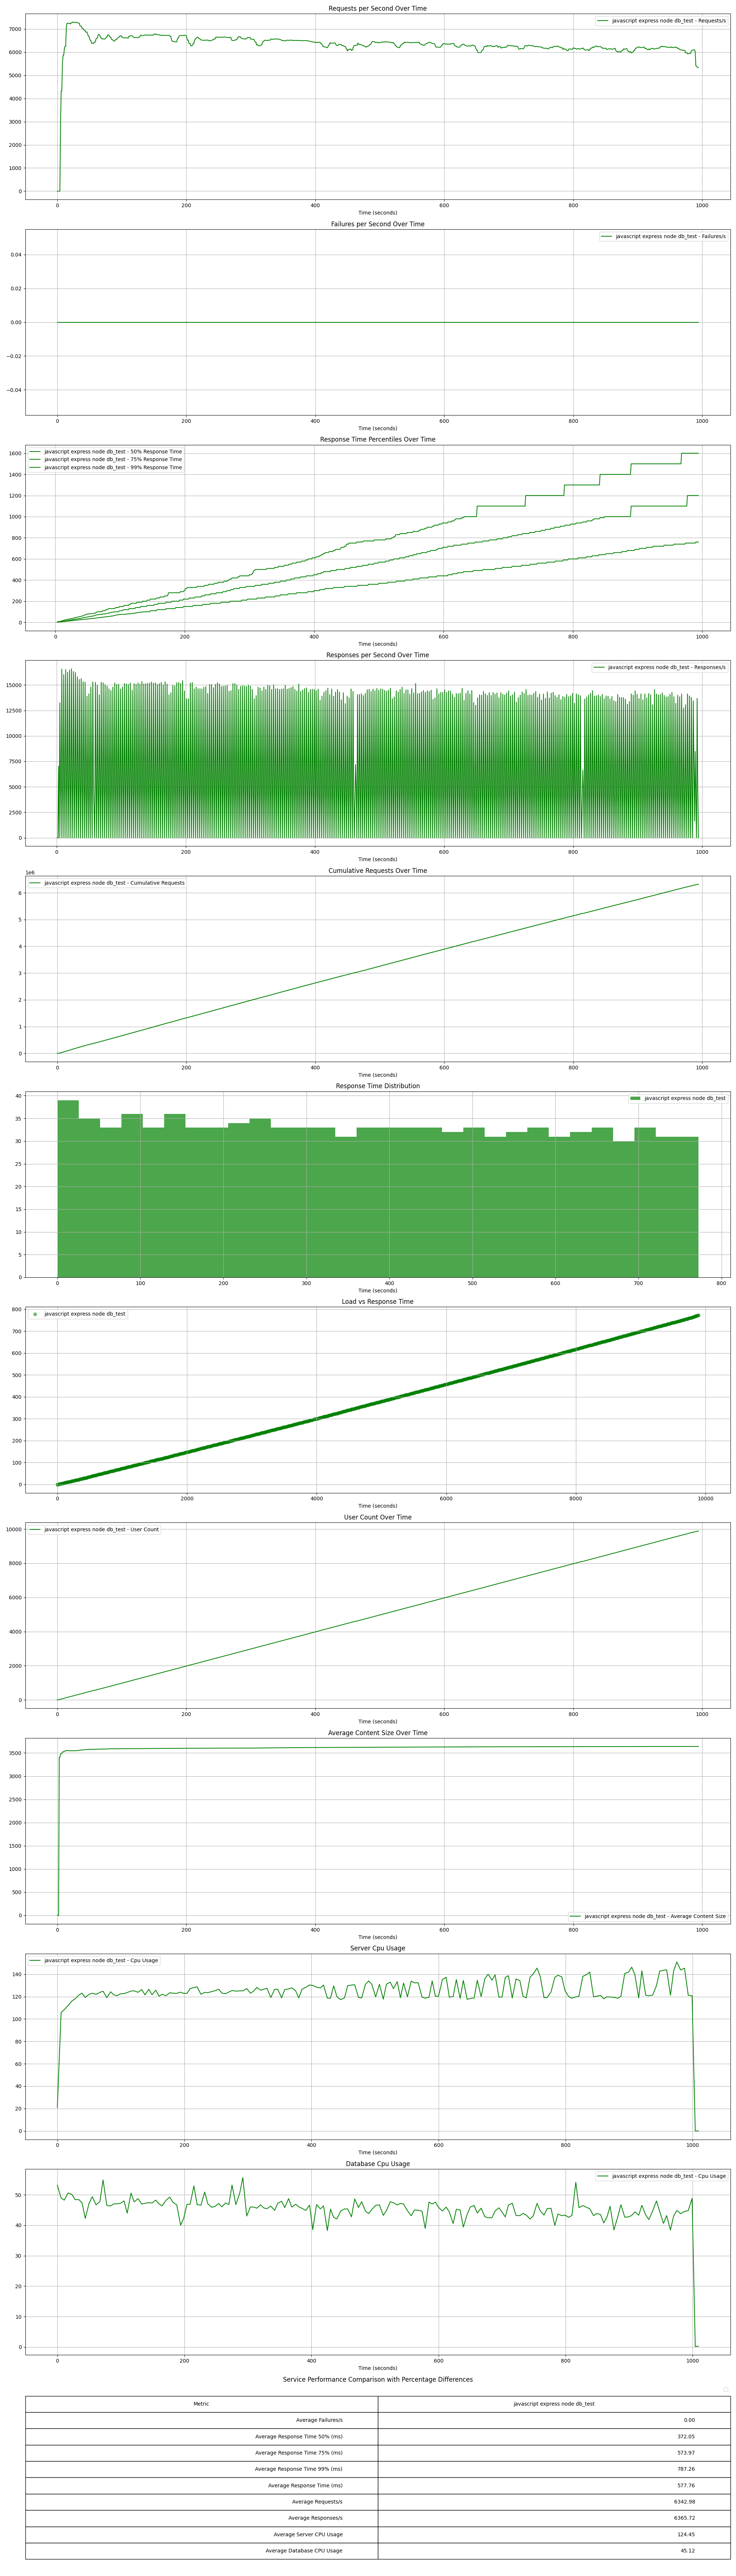 Requests per Second Over Time
javascript express node db_test - Requests/s
7000
6000
5000
4000
3000
2000
1000
0
0 200 400 600 800 1000
Time (seconds)
Failures per Second Over Time
javascript express node db_test - Failures/s
0.04
0.02
0.00
−0.02
−0.04
0 200 400 600 800 1000
Time (seconds)
Response Time Percentiles Over Time
javascript express node db_test - 50% Response Time
javascript express node db_test - 75% Response Time
javascript express node db_test - 99% Response Time
1600
1400
1200
1000
800
600
400
200
0
0 200 400 600 800 1000
Time (seconds)
Responses per Second Over Time
javascript express node db_test - Responses/s
15000
12500
10000
7500
5000
2500
0
0 200 400 600 800 1000
Time (seconds)
Cumulative Requests Over Time
1e6
javascript express node db_test - Cumulative Requests
6
5
4
3
2
1
0
0 200 400 600 800 1000
Time (seconds)
Response Time Distribution
javascript express node db_test
40
35
30
25
20
15
10
5
0
0 100 200 300 400 500 600 700 800
Time (seconds)
Load vs Response Time
javascript express node db_test
800
700
600
500
400
300
200
100
0
0 2000 4000 6000 8000 10000
Time (seconds)
User Count Over Time
javascript express node db_test - User Count
10000
8000
6000
4000
2000
0
0 200 400 600 800 1000
Time (seconds)
Average Content Size Over Time
3500
3000
2500
2000
1500
1000
500
0
javascript express node db_test - Average Content Size
0 200 400 600 800 1000
Time (seconds)
Server Cpu Usage
javascript express node db_test - Cpu Usage
140
120
100
80
60
40
20
0
0 200 400 600 800 1000
Time (seconds)
Database Cpu Usage
javascript express node db_test - Cpu Usage
50
40
30
20
10
0
0 200 400 600 800 1000
Time (seconds)
Service Performance Comparison with Percentage Differences
Metric javascript express node db_test
Average Failures/s 0.00
Average Response Time 50% (ms) 372.05
Average Response Time 75% (ms) 573.97
Average Response Time 99% (ms) 787.26
Average Response Time (ms) 577.76
Average Requests/s 6342.98
Average Responses/s 6365.72
Average Server CPU Usage 124.45
Average Database CPU Usage 45.12